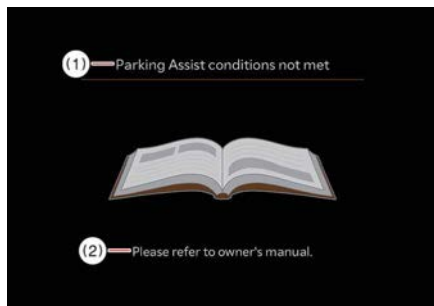 (1) Parking Assist conditions not met
(2) Please refer to owner's manual.